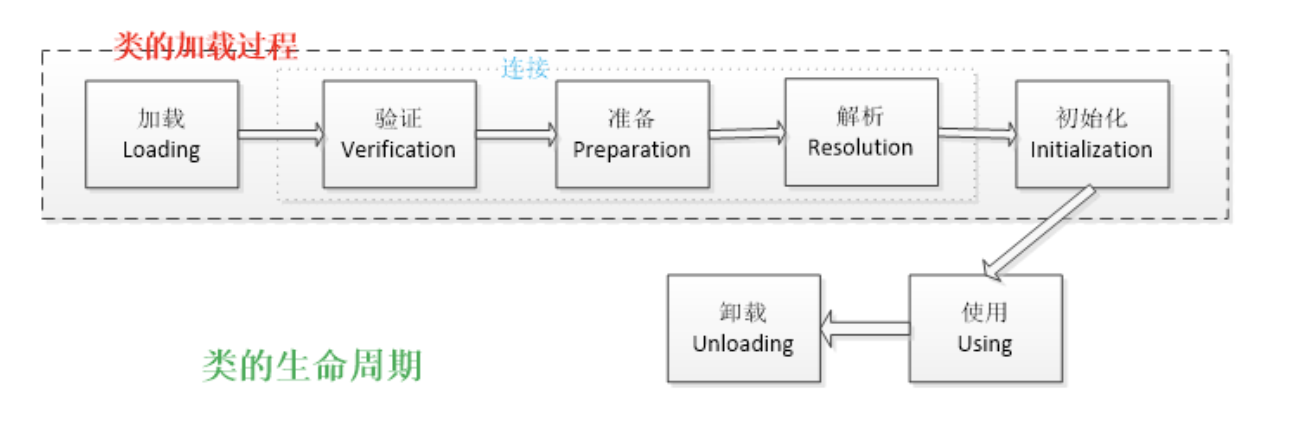 类的加载过程
连接
加载
Loading
验证
Verification
准备
Preparation
解析
Resolution
初始化
Initialization
卸载
Unloading
使用
Using
类的生命周期